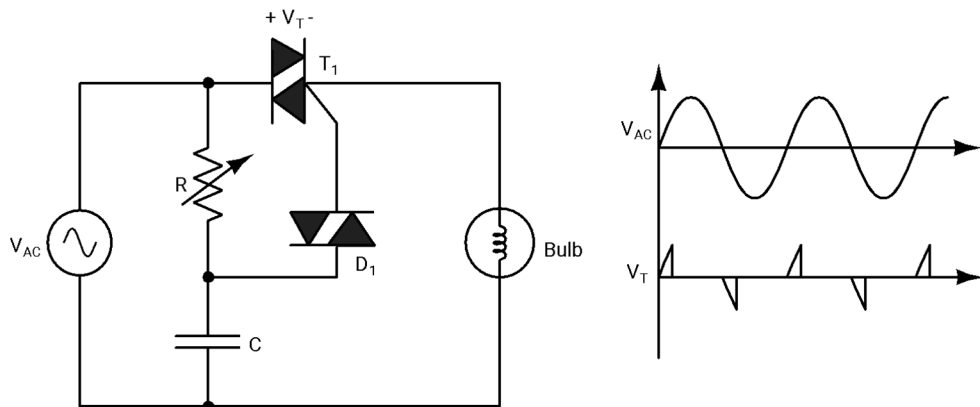 + V_T -
T_1
R
V_AC
D_1
Bulb
C
V_AC
V_T